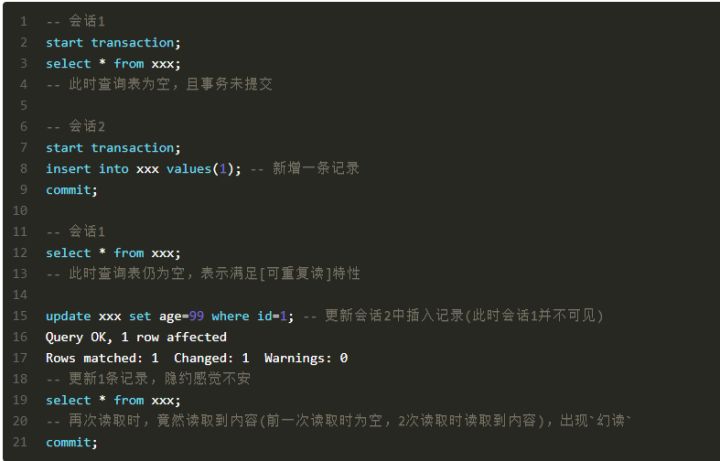 1 -- 会话1
2 start transaction;
3 select * from xxx;
4 -- 此时查询表为空，且事务未提交
5
6 -- 会话2
7 start transaction;
8 insert into xxx values(1); -- 新增一条记录
9 commit;
10
11 -- 会话1
12 select * from xxx;
13 -- 此时查询表仍为空，表示满足[可重复读]特性
14
15 update xxx set age=99 where id=1; -- 更新会话2中插入记录(此时会话1并不可见)
16 Query OK, 1 row affected
17 Rows matched: 1  Changed: 1  Warnings: 0
18 -- 更新1条记录，隐约感觉不安
19 select * from xxx;
20 -- 再次读取时，竟然读取到内容(前一次读取时为空，2次读取时读取到内容)，出现`幻读`
21 commit;